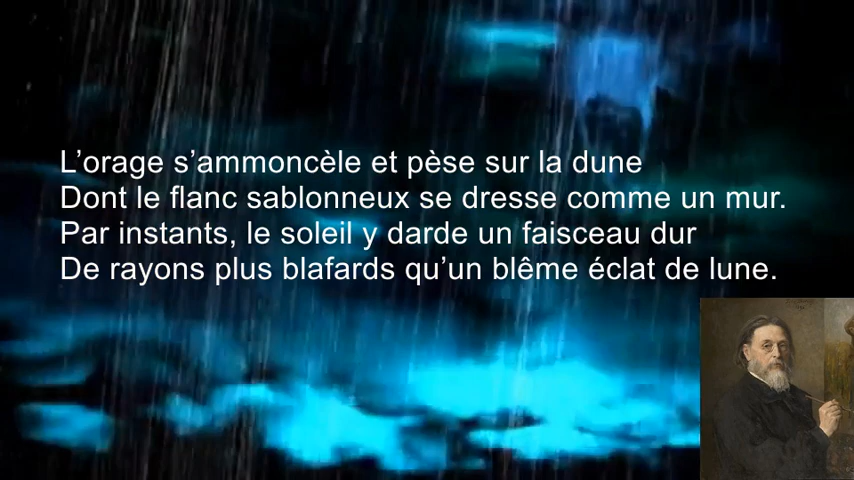 L’orage s’ammoncèle et pèse sur la dune
Dont le flanc sablonneux se dresse comme un mur.
Par instants, le soleil y darde un faisceau dur
De rayons plus blafards qu’un blême éclat de lune.